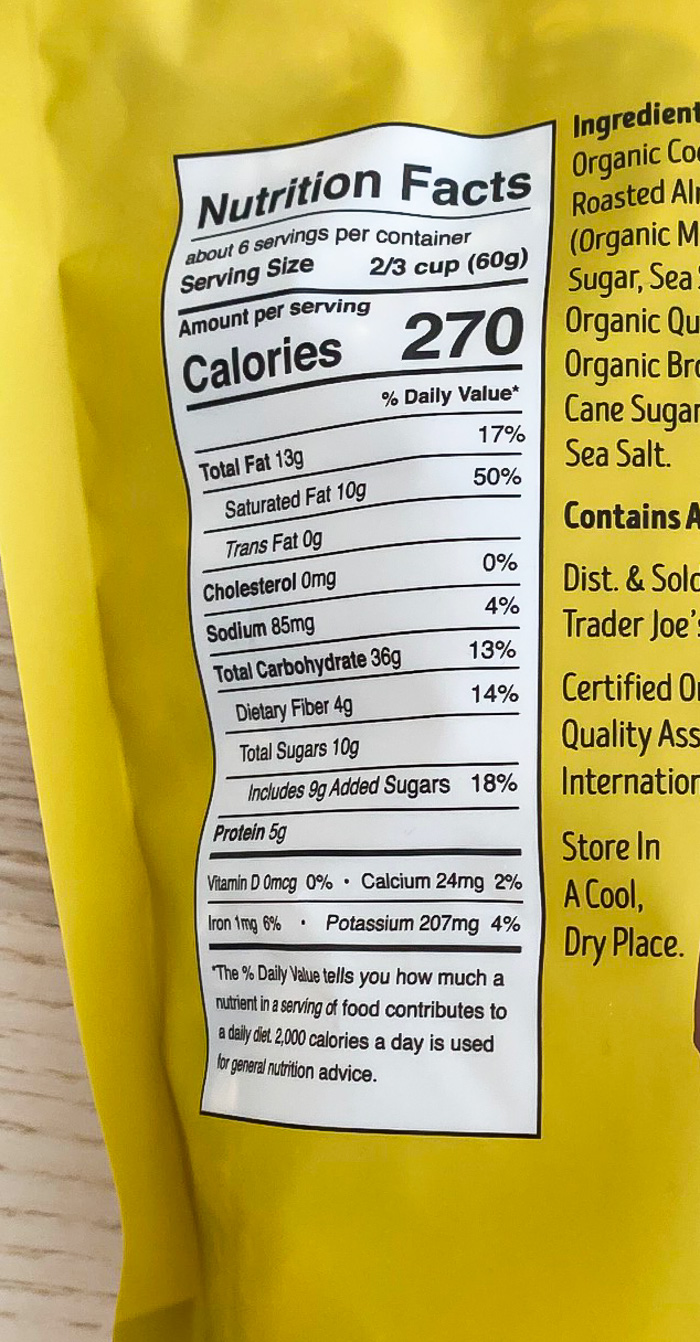 Nutrition Facts
about 6 servings per container
Serving Size 2/3 cup (60g)
Amount per serving
Calories 270
% Daily Value*
Total Fat 13g 17%
Saturated Fat 10g 50%
Trans Fat 0g
Cholesterol 0mg 0%
Sodium 85mg 4%
Total Carbohydrate 36g 13%
Dietary Fiber 4g 14%
Total Sugars 10g
Includes 9g Added Sugars 18%
Protein 5g
Vitamin D 0mcg 0% • Calcium 24mg 2%
Iron 1mg 6% • Potassium 207mg 4%
*The % Daily Value tells you how much a
nutrient in a serving of food contributes to
a daily diet. 2,000 calories a day is used
for general nutrition advice.
Ingredient
Organic
Roasted
(Organic
Sugar, Sea
Organic
Organic
Cane Sugar
Sea Salt.
Contains
Dist. &
Trader Joe's
Certified
Quality
Store In
A Cool,
Dry Place.